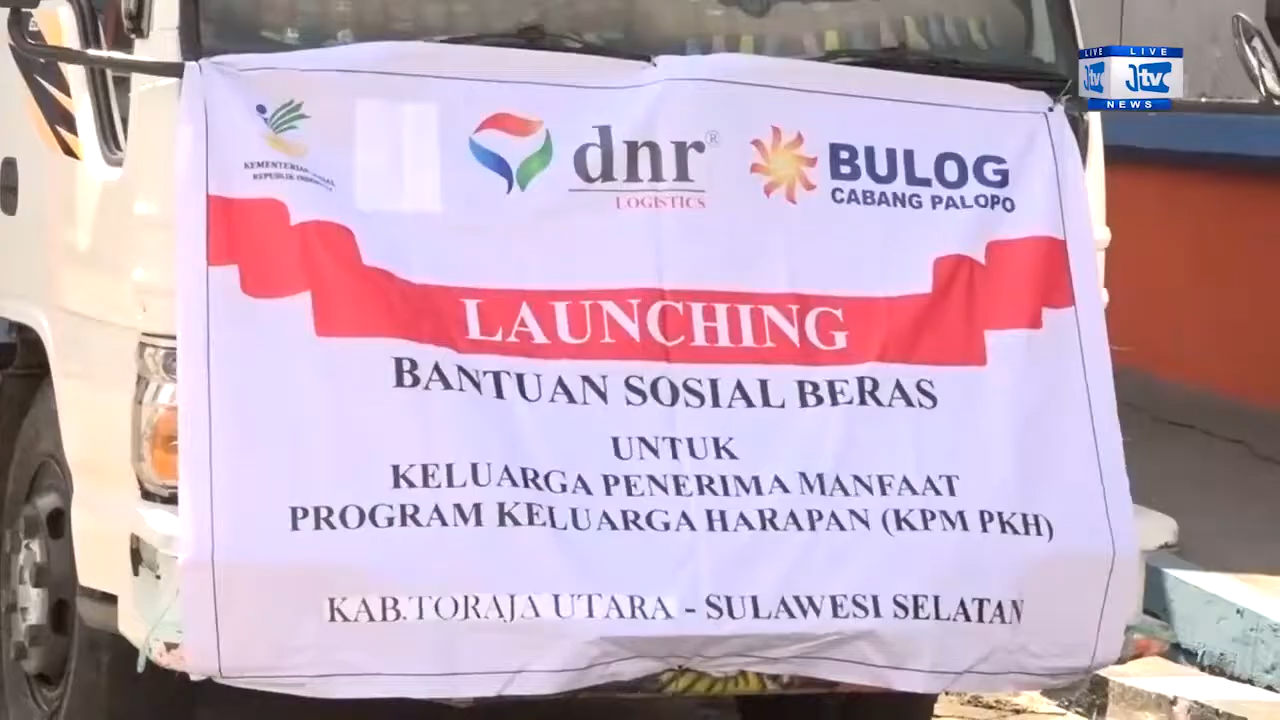 LIVE LIVE
Jtv Jtv
NEWS
KEMENTERIAN SOSIAL
REPUBLIK INDONESIA
dnr®
LOGISTICS
BULOG
CABANG PALOPO
LAUNCHING
BANTUAN SOSIAL BERAS
UNTUK
KELUARGA PENERIMA MANFAAT
PROGRAM KELUARGA HARAPAN (KPM PKH)
KAB.TORAJA UTARA - SULAWESI SELATAN